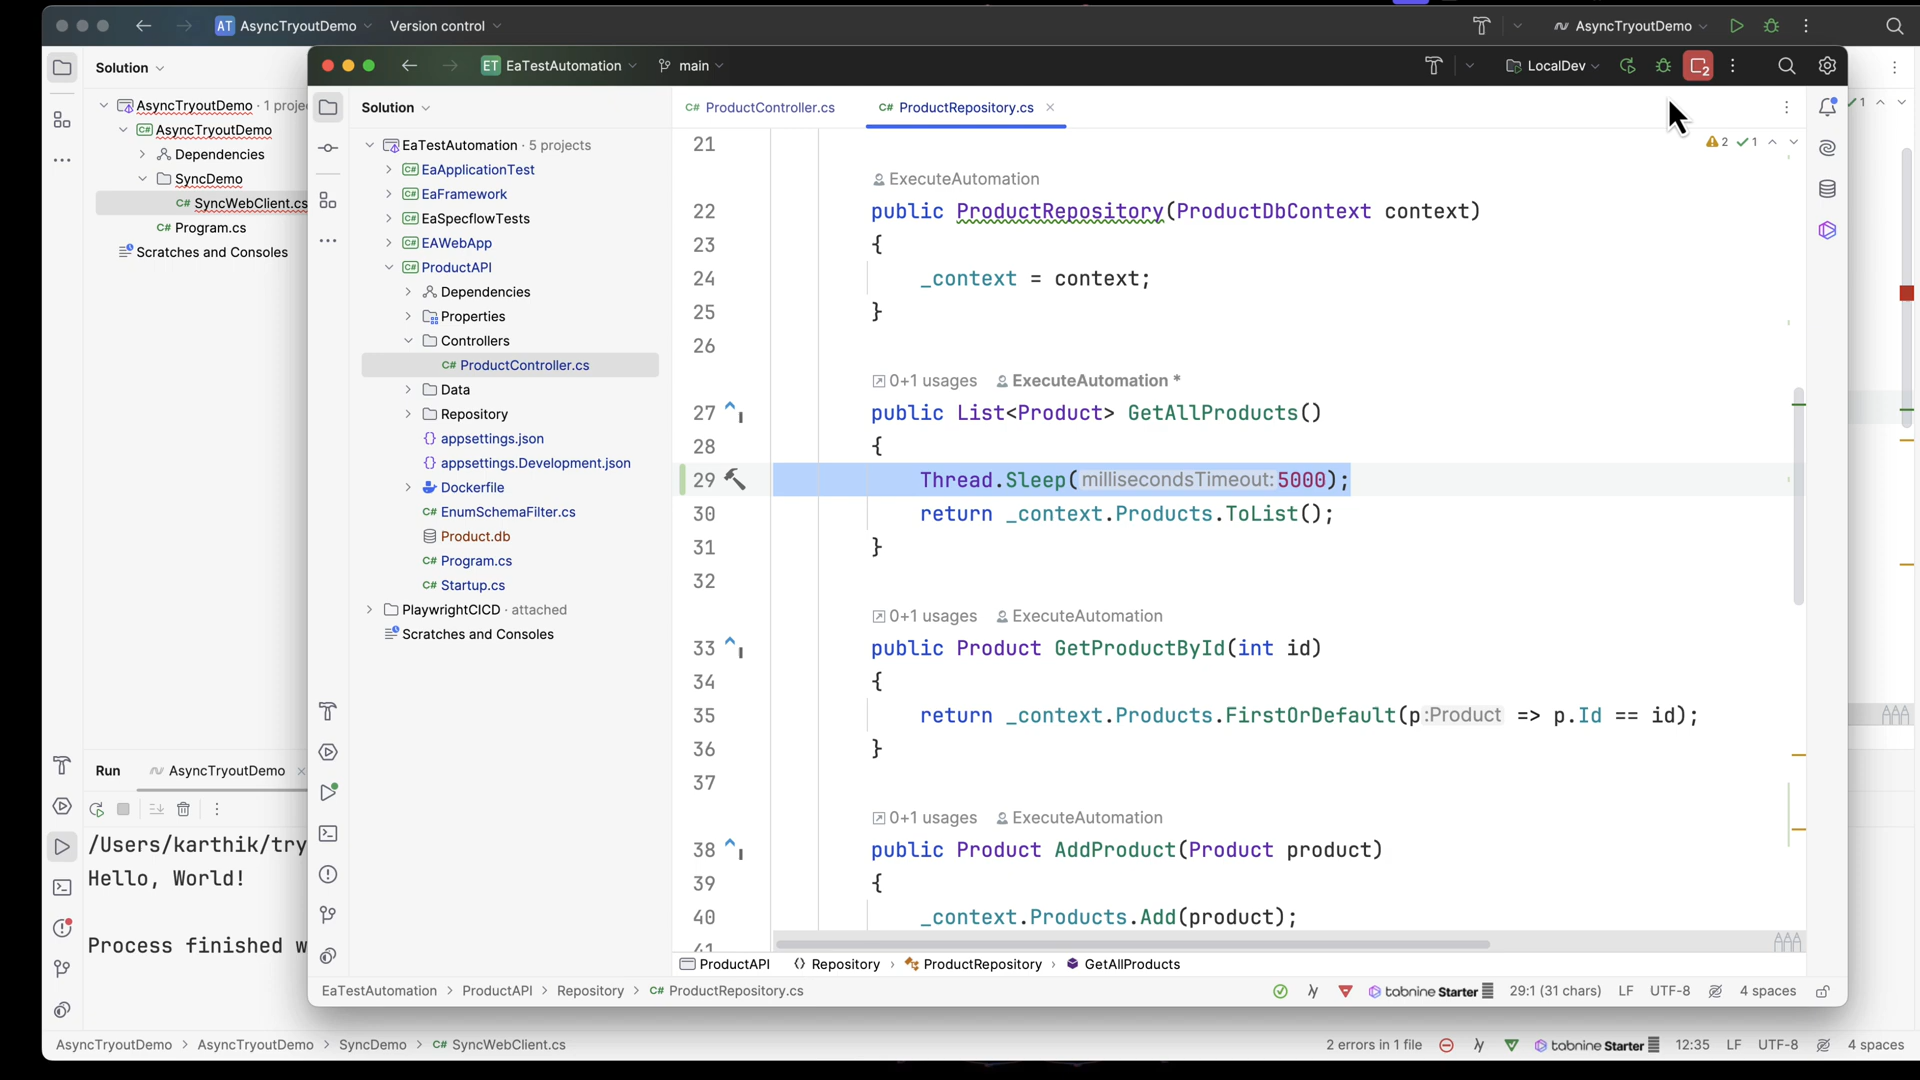 AT AsyncTryoutDemo
Version control
AsyncTryoutDemo
Solution
AsyncTryoutDemo · 1 proje
C# AsyncTryoutDemo
Dependencies
SyncDemo
C# SyncWebClient.cs
C# Program.cs
Scratches and Consoles
1
ET EaTestAutomation
main
LocalDev
2
Solution
EaTestAutomation · 5 projects
C# EaApplicationTest
C# EaFramework
C# EaSpecflowTests
C# EAWebApp
C# ProductAPI
Dependencies
Properties
Controllers
C# ProductController.cs
Data
Repository
{} appsettings.json
{} appsettings.Development.json
Dockerfile
C# EnumSchemaFilter.cs
Product.db
C# Program.cs
C# Startup.cs
PlaywrightCICD · attached
Scratches and Consoles
C# ProductController.cs
C# ProductRepository.cs
2 1
21
ExecuteAutomation
22 public ProductRepository(ProductDbContext context)
23 {
24 _context = context;
25 }
26
0+1 usages ExecuteAutomation *
27 public List<Product> GetAllProducts()
28 {
29 Thread.Sleep(millisecondsTimeout:5000);
30 return _context.Products.ToList();
31 }
32
0+1 usages ExecuteAutomation
33 public Product GetProductById(int id)
34 {
35 return _context.Products.FirstOrDefault(p:Product => p.Id == id);
36 }
37
0+1 usages ExecuteAutomation
38 public Product AddProduct(Product product)
39 {
40 _context.Products.Add(product);
41
ProductAPI Repository › ProductRepository › GetAllProducts
EaTestAutomation › ProductAPI › Repository › C# ProductRepository.cs
tabnine Starter 29:1 (31 chars) LF UTF-8 4 spaces
Run AsyncTryoutDemo
/Users/karthik/try
Hello, World!
Process finished w
AsyncTryoutDemo › AsyncTryoutDemo › SyncDemo › C# SyncWebClient.cs
2 errors in 1 file tabnine Starter 12:35 LF UTF-8 4 spaces